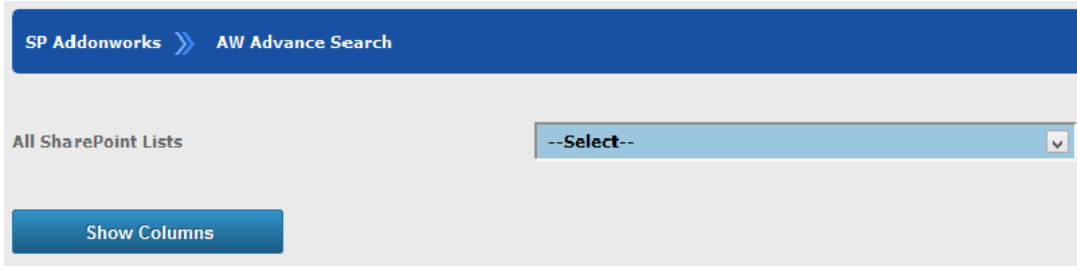 SP Addonworks AW Advance Search
All SharePoint Lists --Select--
Show Columns